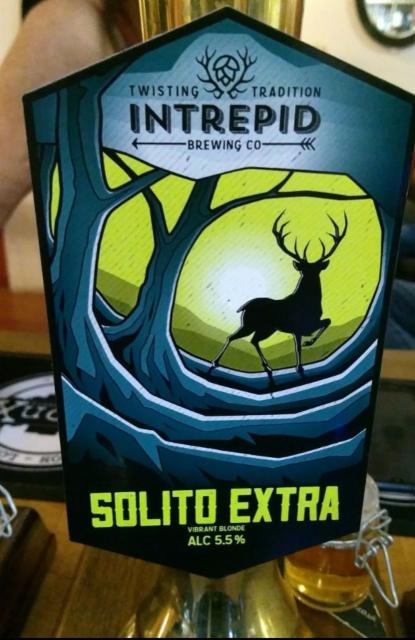 TWISTING TRADITION
INTREPID
BREWING CO
SOLITO EXTRA
VIBRANT BLONDE
ALC 5.5%